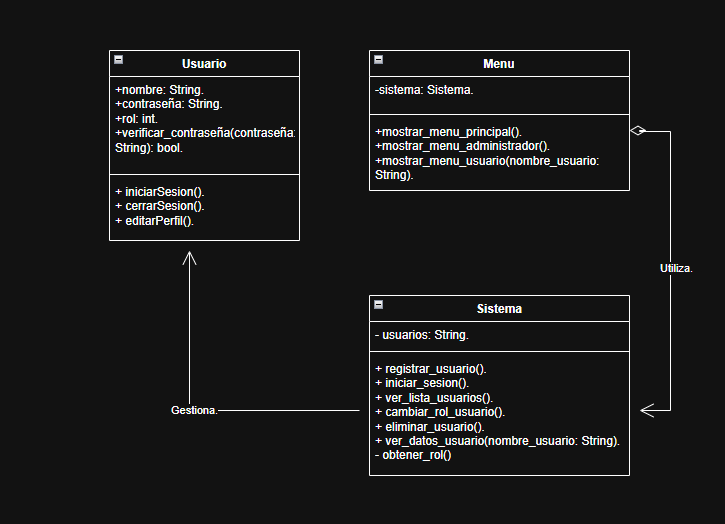 Usuario
+nombre: String.
+contraseña: String.
+rol: int.
+verificar_contraseña(contraseña:
String): bool.
+ iniciarSesion().
+ cerrarSesion().
+ editarPerfil().
Menu
-sistema: Sistema.
+mostrar_menu_principal().
+mostrar_menu_administrador().
+mostrar_menu_usuario(nombre_usuario:
String).
Utiliza.
Sistema
- usuarios: String.
+ registrar_usuario().
+ iniciar_sesion().
+ ver_lista_usuarios().
+ cambiar_rol_usuario().
+ eliminar_usuario().
+ ver_datos_usuario(nombre_usuario: String).
- obtener_rol()
Gestiona.